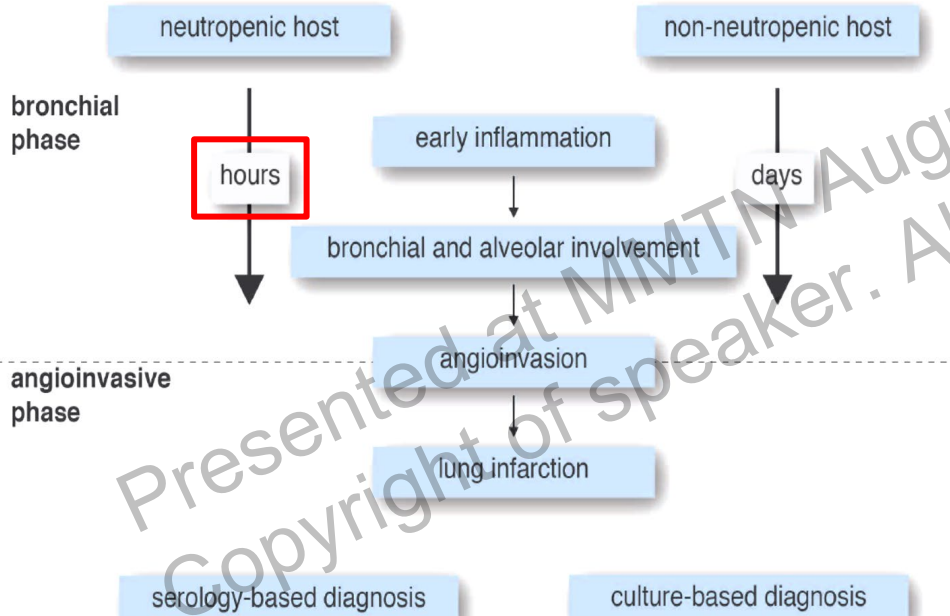 neutropenic host
non-neutropenic host
bronchial
phase
early inflammation
hours
days
bronchial and alveolar involvement
angioinvasion
angioinvasive
phase
lung infarction
serology-based diagnosis
culture-based diagnosis
Presented at MMTN Aug
Copyright of speaker. A